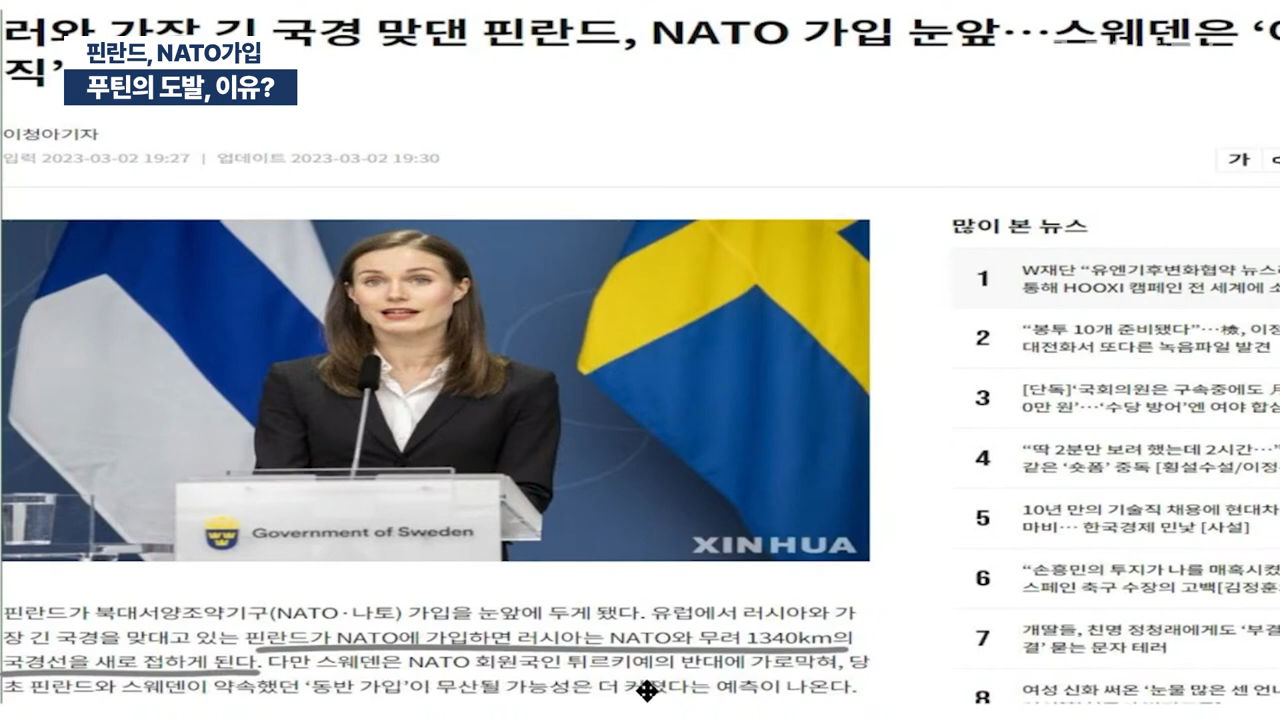 러와 가장 긴 국경 맞댄 핀란드, NATO 가입 눈앞…스웨덴은 ‘
직’
핀란드, NATO가입
푸틴의 도발, 이유?
이청아기자
입력 2023-03-02 19:27 | 업데이트 2023-03-02 19:30
가
Government of Sweden
XINHUA
핀란드가 북대서양조약기구(NATO·나토) 가입을 눈앞에 두게 됐다. 유럽에서 러시아와 가
장 긴 국경을 맞대고 있는 핀란드가 NATO에 가입하면 러시아는 NATO와 무려 1340km의
국경선을 새로 접하게 된다. 다만 스웨덴은 NATO 회원국인 튀르키예의 반대에 가로막혀, 당
초 핀란드와 스웨덴이 약속했던 ‘동반 가입’이 무산될 가능성은 더 커졌다는 예측이 나온다.
많이 본 뉴스
1
W재단 “유엔기후변화협약 뉴스
통해 HOOXI 캠페인 전 세계에
2
“봉투 10개 준비됐다”…檢, 이정
대전화서 또다른 녹음파일 발견
3
[단독]‘국회의원은 구속중에도 月
0만 원’…‘수당 방어’엔 여야 합심
4
“딱 2분만 보려 했는데 2시간…”
같은 ‘숏폼’ 중독 [횡설수설/이정
5
10년 만의 기술직 채용에 현대차
마비… 한국경제 민낯 [사설]
6
“손흥민의 투지가 나를 매혹시켰
스페인 축구 수장의 고백[김정훈
7
개딸들, 친명 정청래에게도 ‘부결
결’ 묻는 문자 테러
8
여성 신화 써온 ‘눈물 많은 센 언니